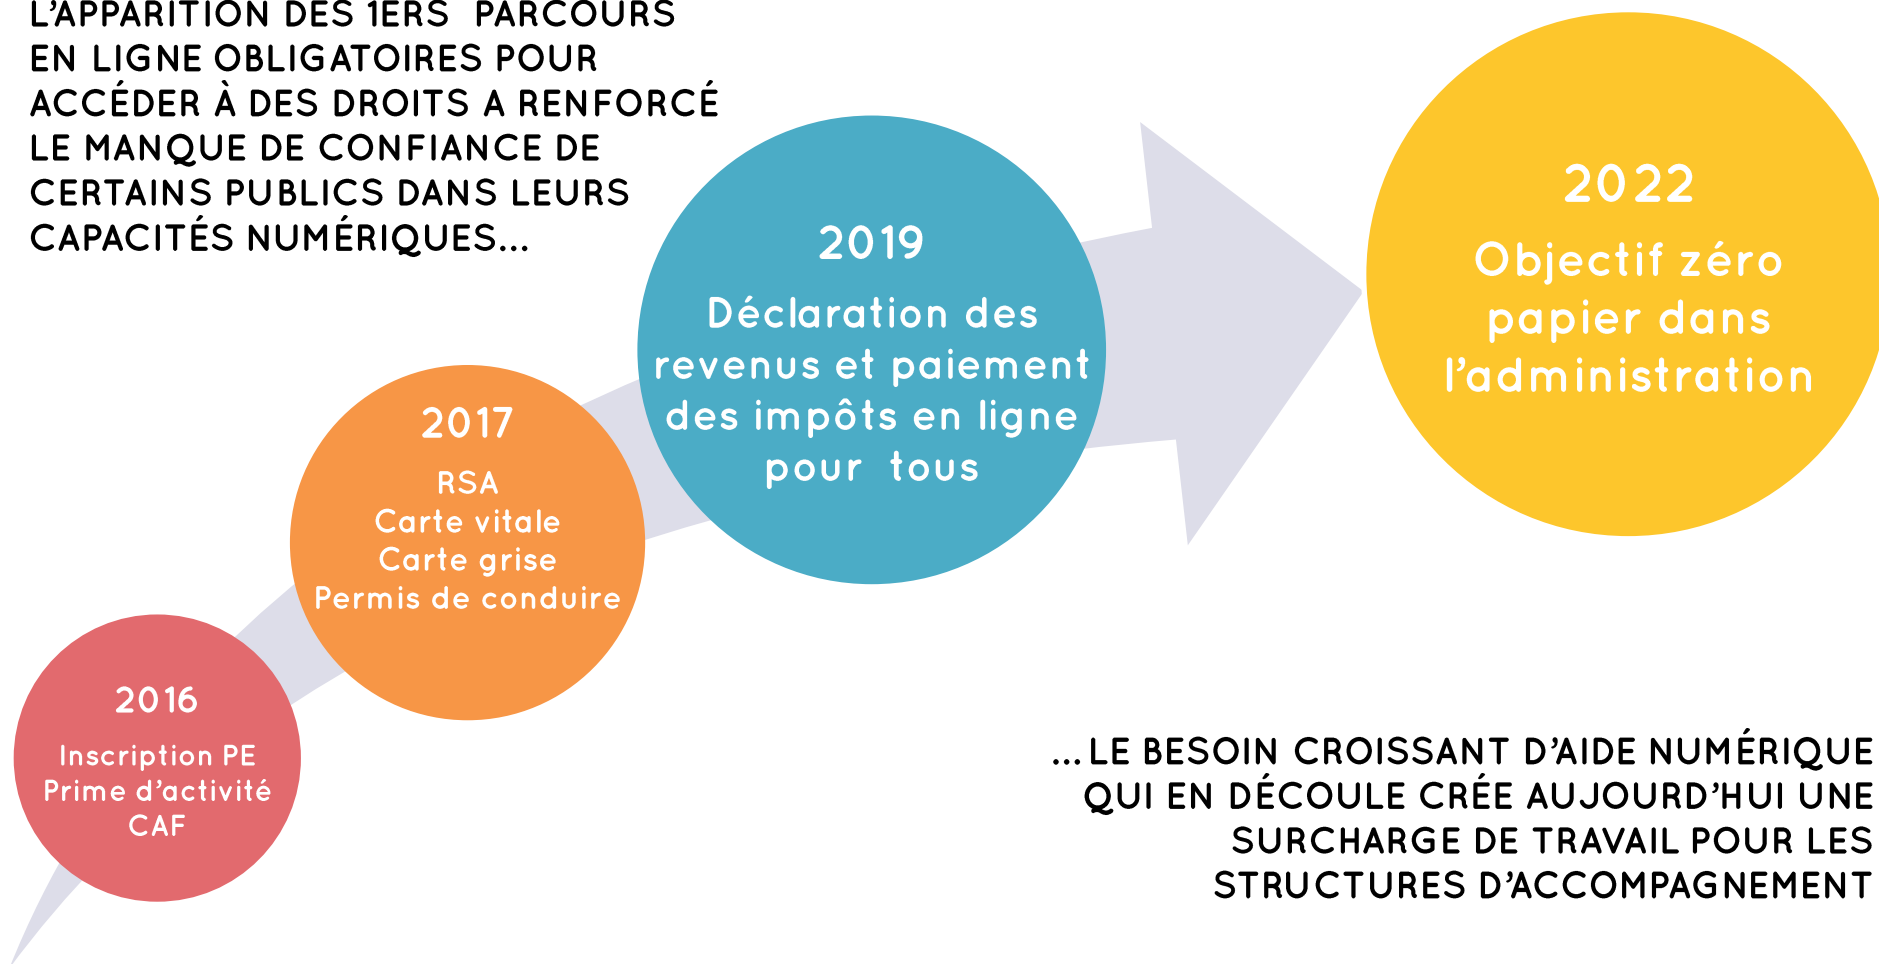 L'APPARITION DES 1ERS PARCOURS
EN LIGNE OBLIGATOIRES POUR
ACCÉDER À DES DROITS A RENFORCÉ
LE MANQUE DE CONFIANCE DE
CERTAINS PUBLICS DANS LEURS
CAPACITÉS NUMÉRIQUES...
2016
Inscription PE
Prime d'activité
CAF
2017
RSA
Carte vitale
Carte grise
Permis de conduire
2019
Déclaration des
revenus et paiement
des impôts en ligne
pour tous
2022
Objectif zéro
papier dans
l'administration
...LE BESOIN CROISSANT D'AIDE NUMÉRIQUE
QUI EN DÉCOULE CRÉE AUJOURD'HUI UNE
SURCHARGE DE TRAVAIL POUR LES
STRUCTURES D'ACCOMPAGNEMENT